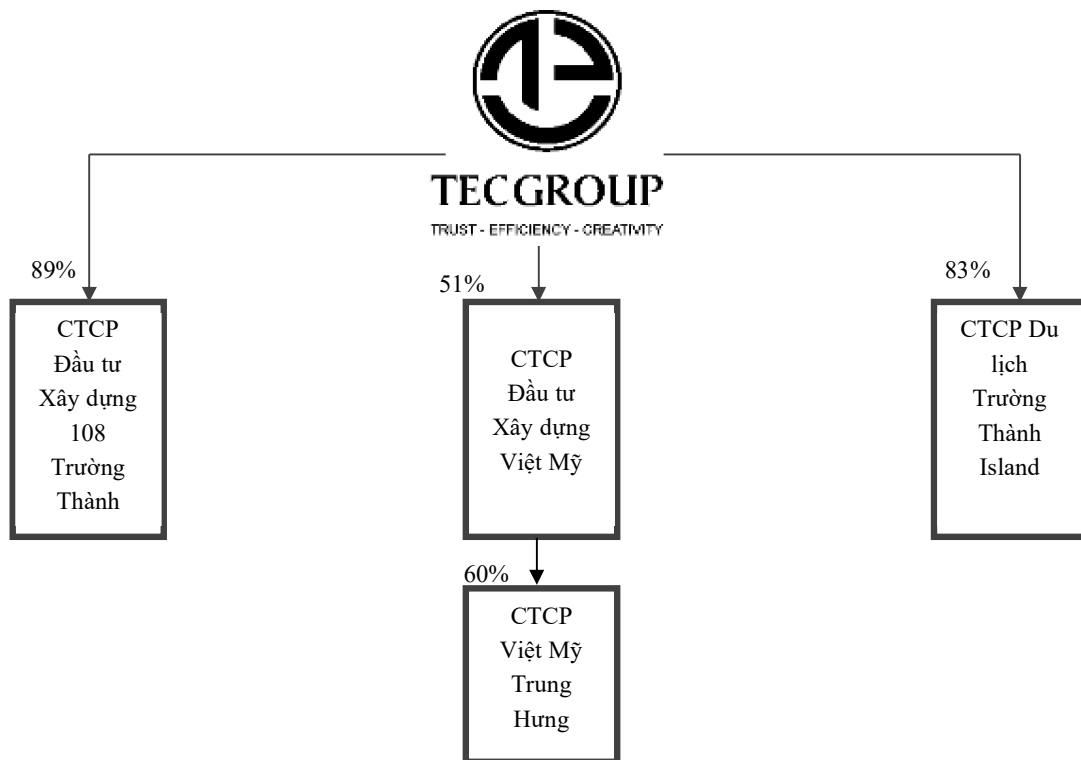 TECGROUP
TRUST - EFFICIENCY - CREATIVITY
89%
CTCP
Đầu tư
Xây dựng
108
Trường
Thành
51%
CTCP
Đầu tư
Xây dựng
Việt Mỹ
83%
CTCP Du
lịch
Trường
Thành
Island
60%
CTCP
Việt Mỹ
Trung
Hưng